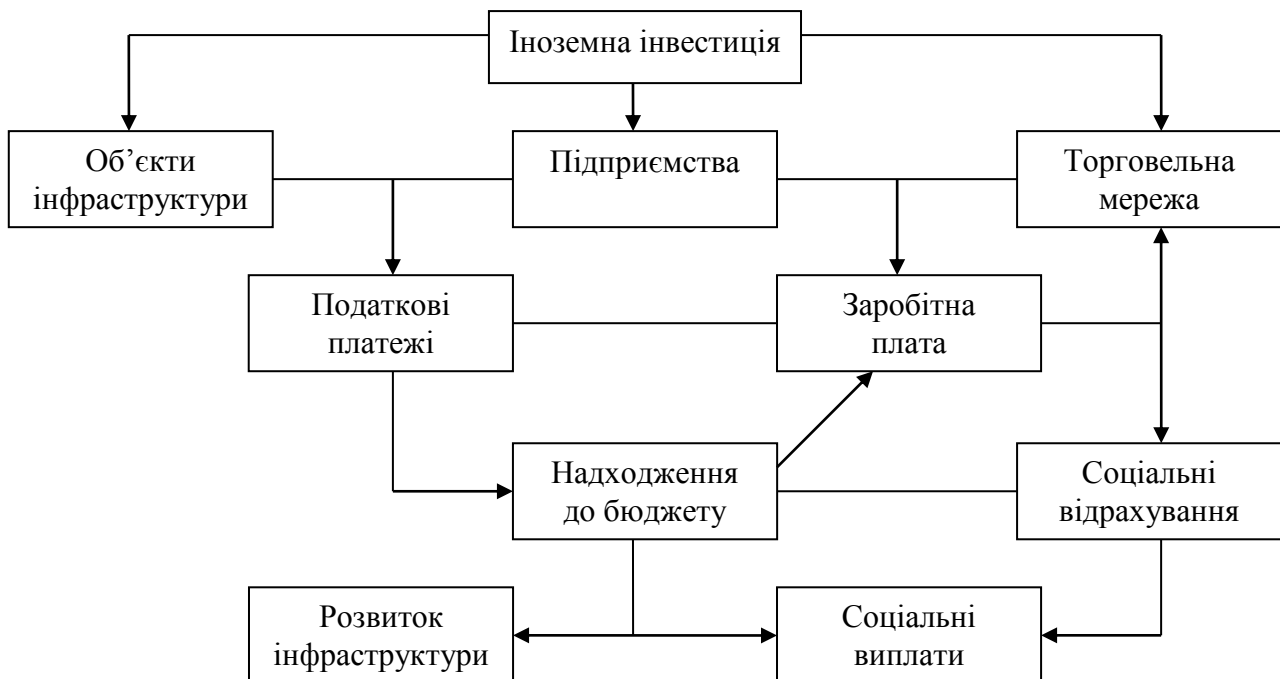 Іноземна інвестиція
Об’єкти
інфраструктури
Підприємства
Торговельна
мережа
Податкові
платежі
Заробітна
плата
Надходження
до бюджету
Соціальні
відрахування
Розвиток
інфраструктури
Соціальні
виплати